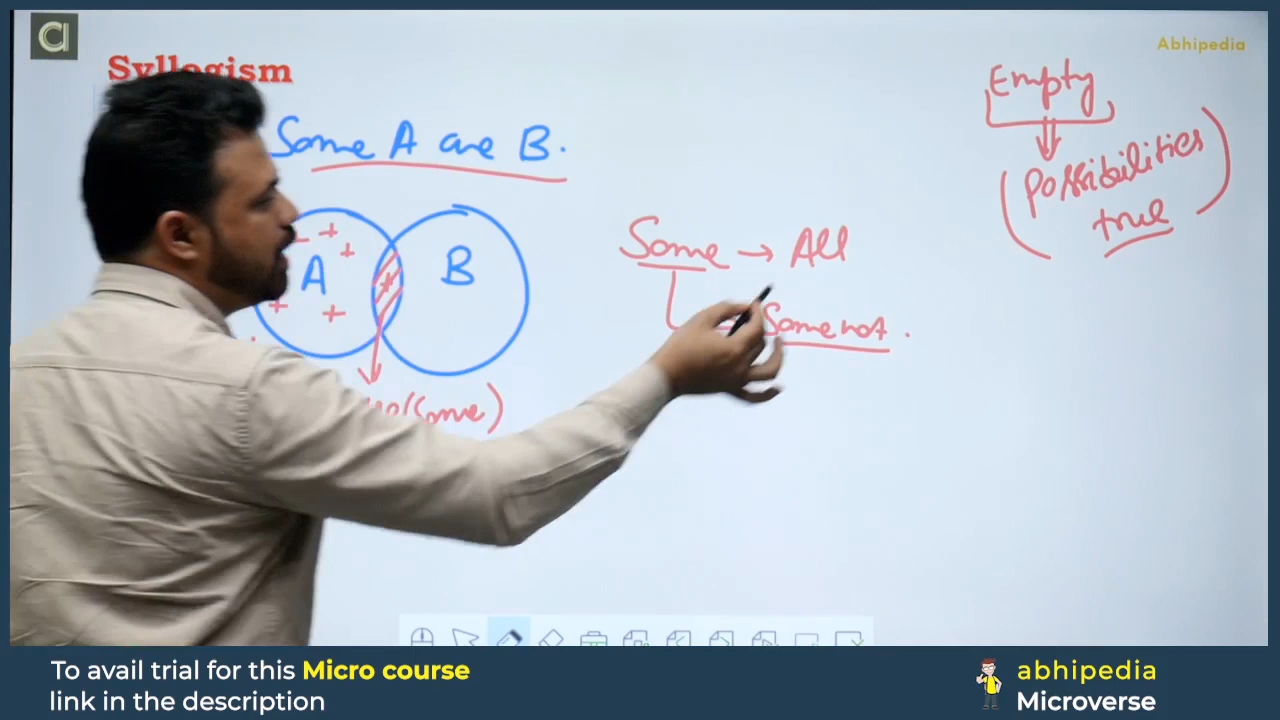 Abhipedia
Syllogism
Some A are B.
Empty
(possibilities
true)
A
B
Some → All
Some not.
(Some)
To avail trial for this Micro course
link in the description
abhipedia
Microverse